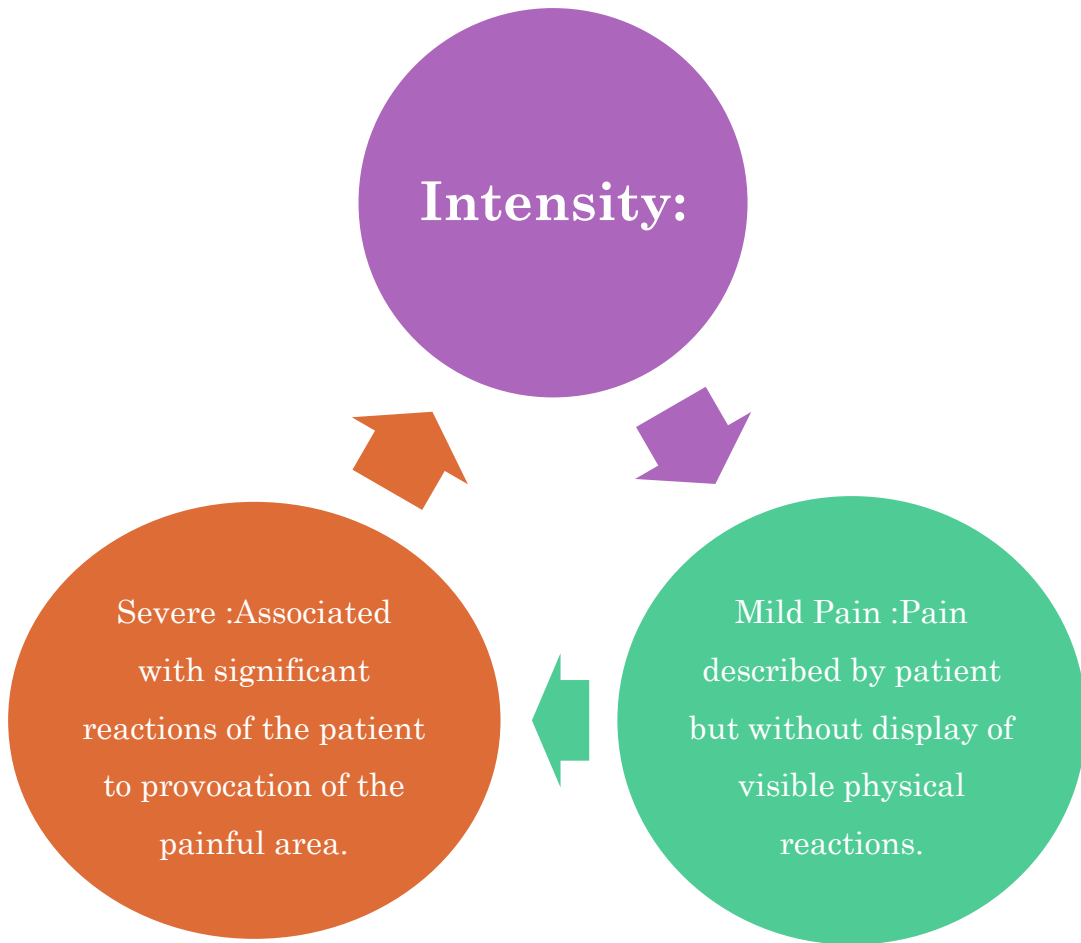 Intensity:
Mild Pain :Pain
described by patient
but without display of
visible physical
reactions.
Severe :Associated
with significant
reactions of the patient
to provocation of the
painful area.